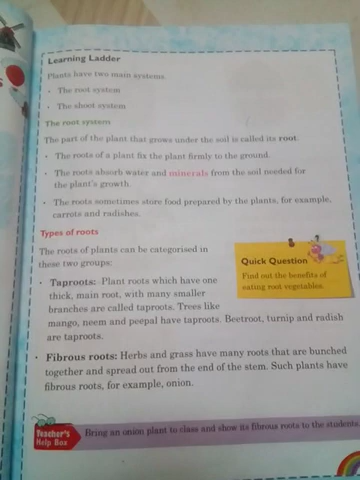 Learning Ladder
Plants have two main systems
• The root system
• The shoot system
The root system
The part of the plant that grows under the soil is called its root.
• The roots of a plant fix the plant firmly to the ground.
• The roots absorb water and minerals from the soil needed for
the plant's growth.
• The roots sometimes store food prepared by the plants, for example,
carrots and radishes.
Types of roots
The roots of plants can be categorised in
these two groups:
• Taproots: Plant roots which have one
thick, main root, with many smaller
branches are called taproots. Trees like
mango, neem and peepal have taproots. Beetroot, turnip and radish
are taproots.
Quick Question
Find out the benefits of
eating root vegetables.
• Fibrous roots: Herbs and grass have many roots that are bunched
together and spread out from the end of the stem. Such plants have
fibrous roots, for example, onion.
Teacher's
Help Box
Bring an onion plant to class and show its fibrous roots to the students.